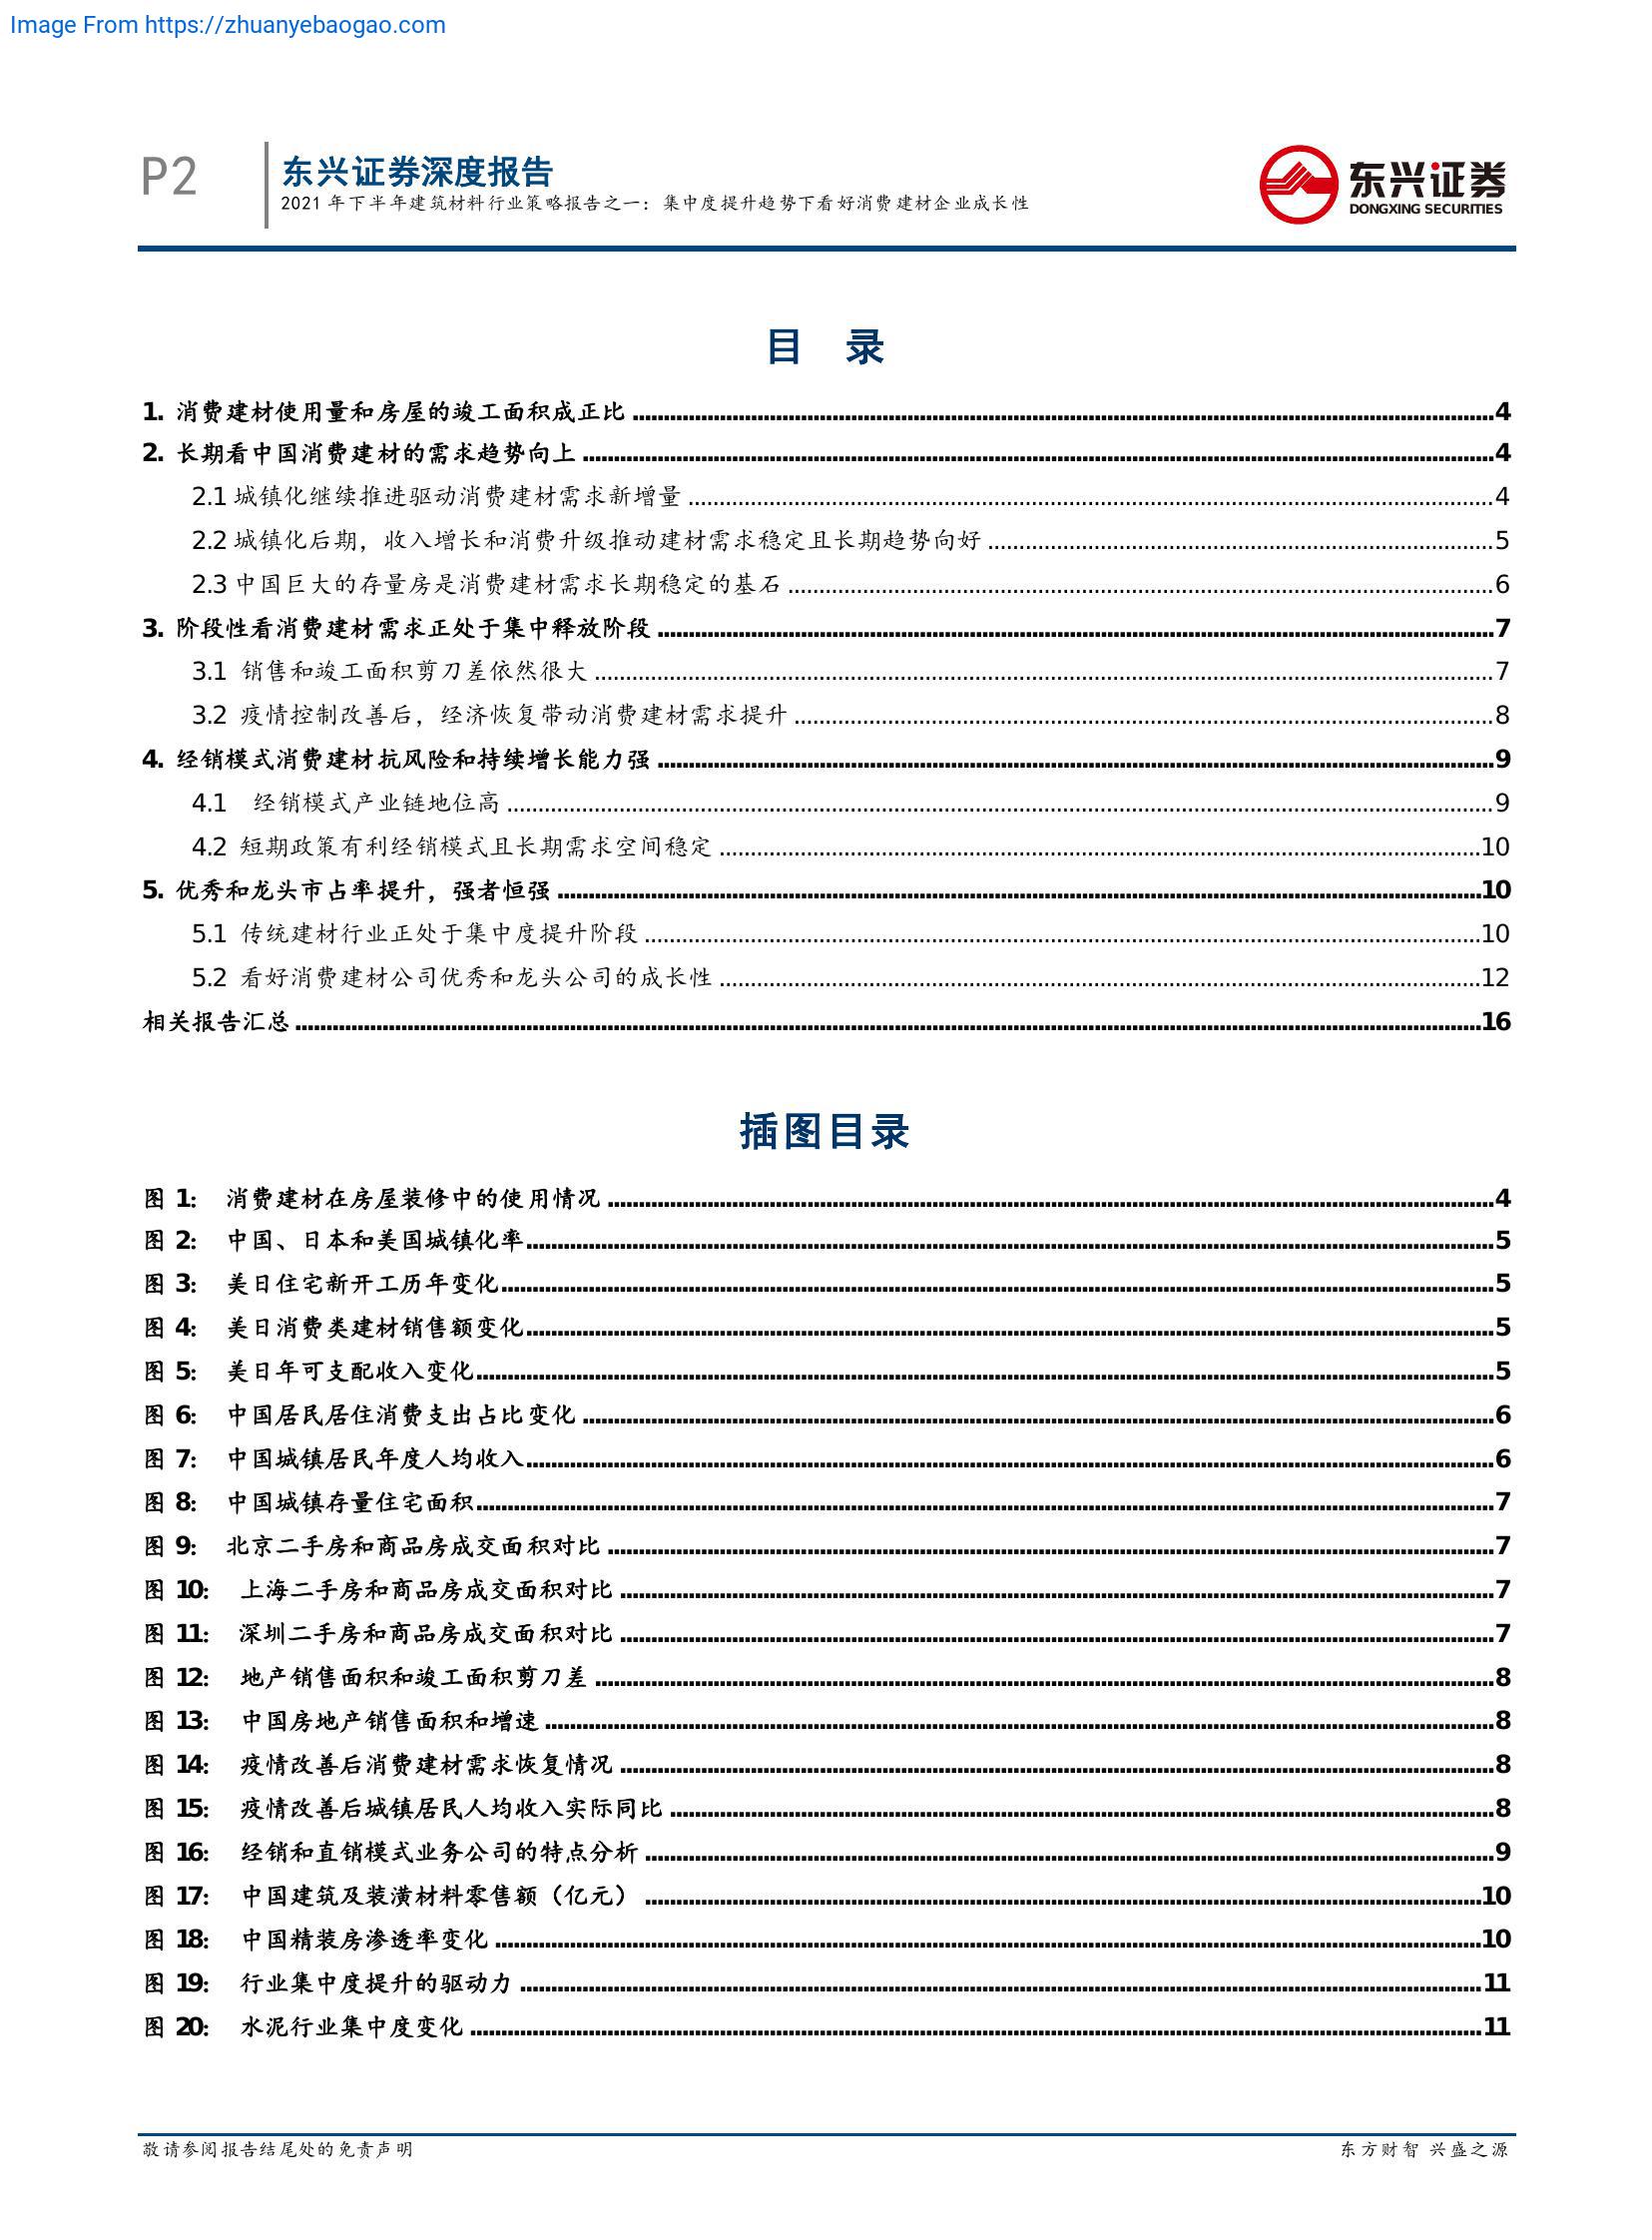 Image From https://zhuanyebaogao.com
P2
东兴证券深度报告
2021 年下半年建筑材料行业策略报告之一：集中度提升趋势下看好消费建材企业成长性
东兴证券
DONGXING SECURITIES
目 录
1. 消费建材使用量和房屋的竣工面积成正比 ........ 4
2. 长期看中国消费建材的需求趋势向上 ........ 4
2.1 城镇化继续推进驱动消费建材需求新增量 ........ 4
2.2 城镇化后期，收入增长和消费升级推动建材需求稳定且长期趋势向好 ........ 5
2.3 中国巨大的存量房是消费建材需求长期稳定的基石 ........ 6
3. 阶段性看消费建材需求正处于集中释放阶段 ........ 7
3.1 销售和竣工面积剪刀差依然很大 ........ 7
3.2 疫情控制改善后，经济恢复带动消费建材需求提升 ........ 8
4. 经销模式消费建材抗风险和持续增长能力强 ........ 9
4.1 经销模式产业链地位高 ........ 9
4.2 短期政策有利经销模式且长期需求空间稳定 ........ 10
5. 优秀和龙头市占率提升，强者恒强 ........ 10
5.1 传统建材行业正处于集中度提升阶段 ........ 10
5.2 看好消费建材公司优秀和龙头公司的成长性 ........ 12
相关报告汇总 ........ 16
插图目录
图 1： 消费建材在房屋装修中的使用情况 ........ 4
图 2： 中国、日本和美国城镇化率 ........ 5
图 3： 美日住宅新开工历年变化 ........ 5
图 4： 美日消费类建材销售额变化 ........ 5
图 5： 美日年可支配收入变化 ........ 5
图 6： 中国居民居住消费支出占比变化 ........ 6
图 7： 中国城镇居民年度人均收入 ........ 6
图 8： 中国城镇存量住宅面积 ........ 7
图 9： 北京二手房和商品房成交面积对比 ........ 7
图 10： 上海二手房和商品房成交面积对比 ........ 7
图 11： 深圳二手房和商品房成交面积对比 ........ 7
图 12： 地产销售面积和竣工面积剪刀差 ........ 8
图 13： 中国房地产销售面积和增速 ........ 8
图 14： 疫情改善后消费建材需求恢复情况 ........ 8
图 15： 疫情改善后城镇居民人均收入实际同比 ........ 8
图 16： 经销和直销模式业务公司的特点分析 ........ 9
图 17： 中国建筑及装潢材料零售额（亿元） ........ 10
图 18： 中国精装房渗透率变化 ........ 10
图 19： 行业集中度提升的驱动力 ........ 11
图 20： 水泥行业集中度变化 ........ 11
敬请参阅报告结尾处的免责声明
东方财智 兴盛之源